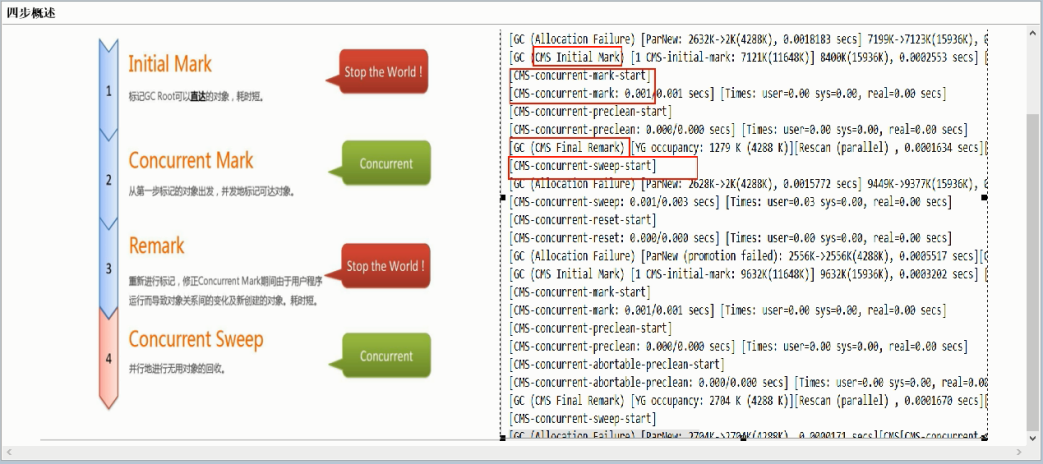 四步概述
1
Initial Mark
标记GC Root可以直达的对象，耗时短。
Stop the World !
2
Concurrent Mark
从第一步标记的对象出发，并发地标记可达对象。
Concurrent
3
Remark
重新进行标记，修正Concurrent Mark期间由于用户程序
运行而导致对象关系间的变化及新创建的对象。耗时短。
Stop the World !
4
Concurrent Sweep
并行地进行无用对象的回收。
Concurrent
[GC (Allocation Failure) [ParNew: 2632K->2K(4288K), 0.0018183 secs] 7199K->7123K(15936K),
[GC (CMS Initial Mark) [1 CMS-initial-mark: 7121K(11648K)] 8400K(15936K), 0.0002553 secs]
[CMS-concurrent-mark-start]
[CMS-concurrent-mark: 0.001/0.001 secs] [Times: user=0.00 sys=0.00, real=0.00 secs]
[CMS-concurrent-preclean-start]
[CMS-concurrent-preclean: 0.000/0.000 secs] [Times: user=0.00 sys=0.00, real=0.00 secs]
[GC (CMS Final Remark) [YG occupancy: 1279 K (4288 K)][Rescan (parallel) , 0.0001634 secs]
[CMS-concurrent-sweep-start]
[GC (Allocation Failure) [ParNew: 2628K->2K(4288K), 0.0015772 secs] 9449K->9377K(15936K),
[CMS-concurrent-sweep: 0.001/0.003 secs] [Times: user=0.03 sys=0.00, real=0.00 secs]
[CMS-concurrent-reset-start]
[CMS-concurrent-reset: 0.000/0.000 secs] [Times: user=0.00 sys=0.00, real=0.00 secs]
[GC (Allocation Failure) [ParNew (promotion failed): 2556K->2556K(4288K), 0.0005517 secs]
[GC (CMS Initial Mark) [1 CMS-initial-mark: 9632K(11648K)] 9632K(15936K), 0.0003202 secs]
[CMS-concurrent-mark-start]
[CMS-concurrent-mark: 0.001/0.001 secs] [Times: user=0.00 sys=0.00, real=0.00 secs]
[CMS-concurrent-preclean-start]
[CMS-concurrent-preclean: 0.000/0.000 secs] [Times: user=0.00 sys=0.00, real=0.00 secs]
[CMS-concurrent-abortable-preclean-start]
[CMS-concurrent-abortable-preclean: 0.000/0.000 secs] [Times: user=0.00 sys=0.00
[GC (CMS Final Remark) [YG occupancy: 2704 K (4288 K)][Rescan (parallel) , 0.0001670 secs]
[CMS-concurrent-sweep-start]
[GC (Allocation Failure) [ParNew: 2704K->2704K(4288K), 0.0000171 secs][CMS[CMS-concurrent-